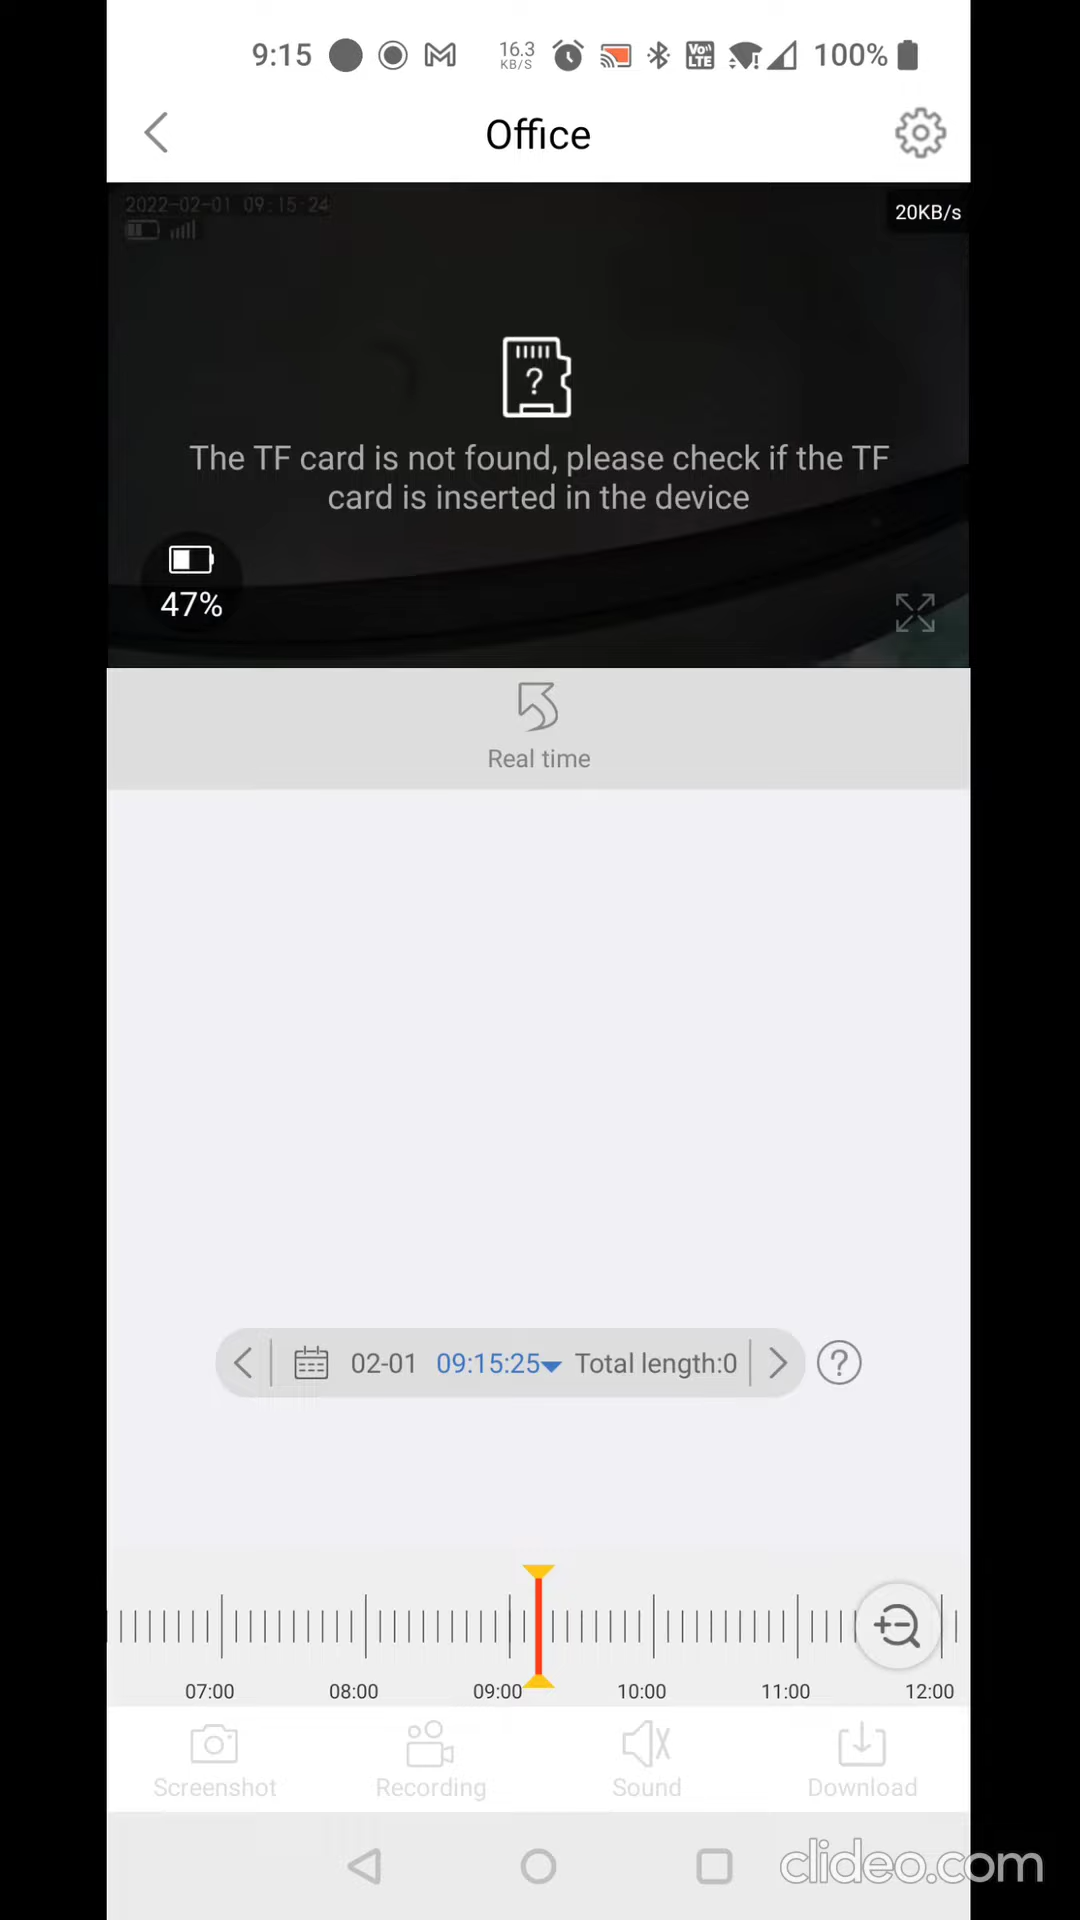 9:15 16.3 KB/S Vo)) LTE 100%
Office
2022-02-01 09:15:24
20KB/s
?
The TF card is not found, please check if the TF
card is inserted in the device
47%
Real time
02-01 09:15:25 Total length:0 ?
07:00 08:00 09:00 10:00 11:00 12:00
Screenshot Recording Sound Download
clideo.com